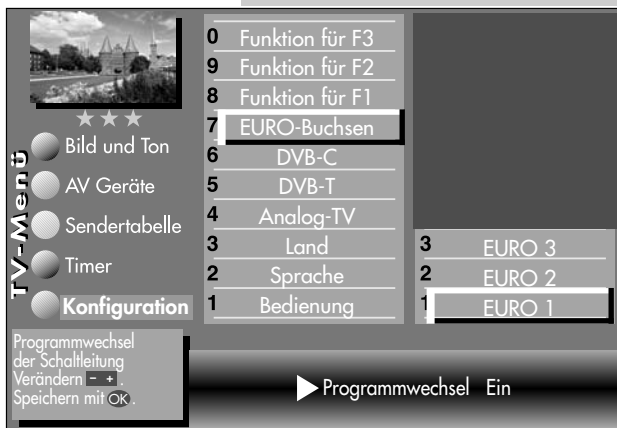 TV-Menü
Bild und Ton
AV Geräte
Sendertabelle
Timer
Konfiguration
0 Funktion für F3
9 Funktion für F2
8 Funktion für F1
7 EURO-Buchsen
6 DVB-C
5 DVB-T
4 Analog-TV
3 Land
2 Sprache
1 Bedienung
3 EURO 3
2 EURO 2
1 EURO 1
Programmwechsel
der Schaltleitung
Verändern - + .
Speichern mit OK .
Programmwechsel Ein